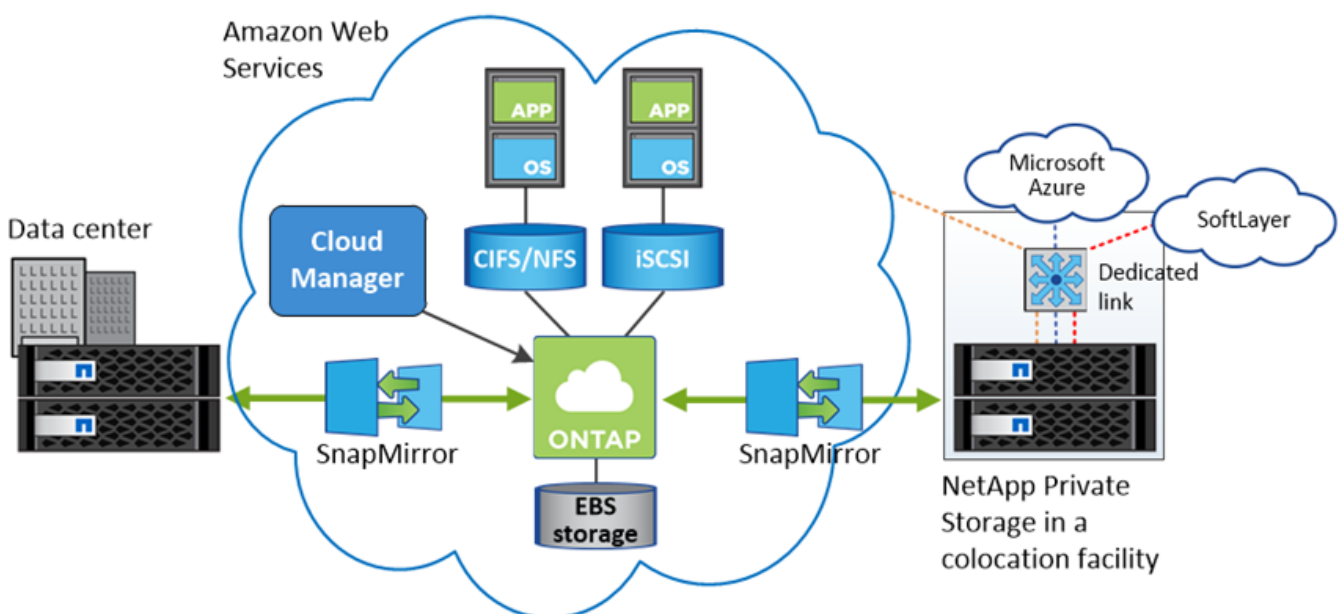 Amazon Web
Services
APP
OS
APP
OS
Microsoft
Azure
SoftLayer
Data center
Cloud
Manager
CIFS/NFS
iSCSI
Dedicated
link
ONTAP
SnapMirror
SnapMirror
EBS
storage
NetApp Private
Storage in a
colocation facility